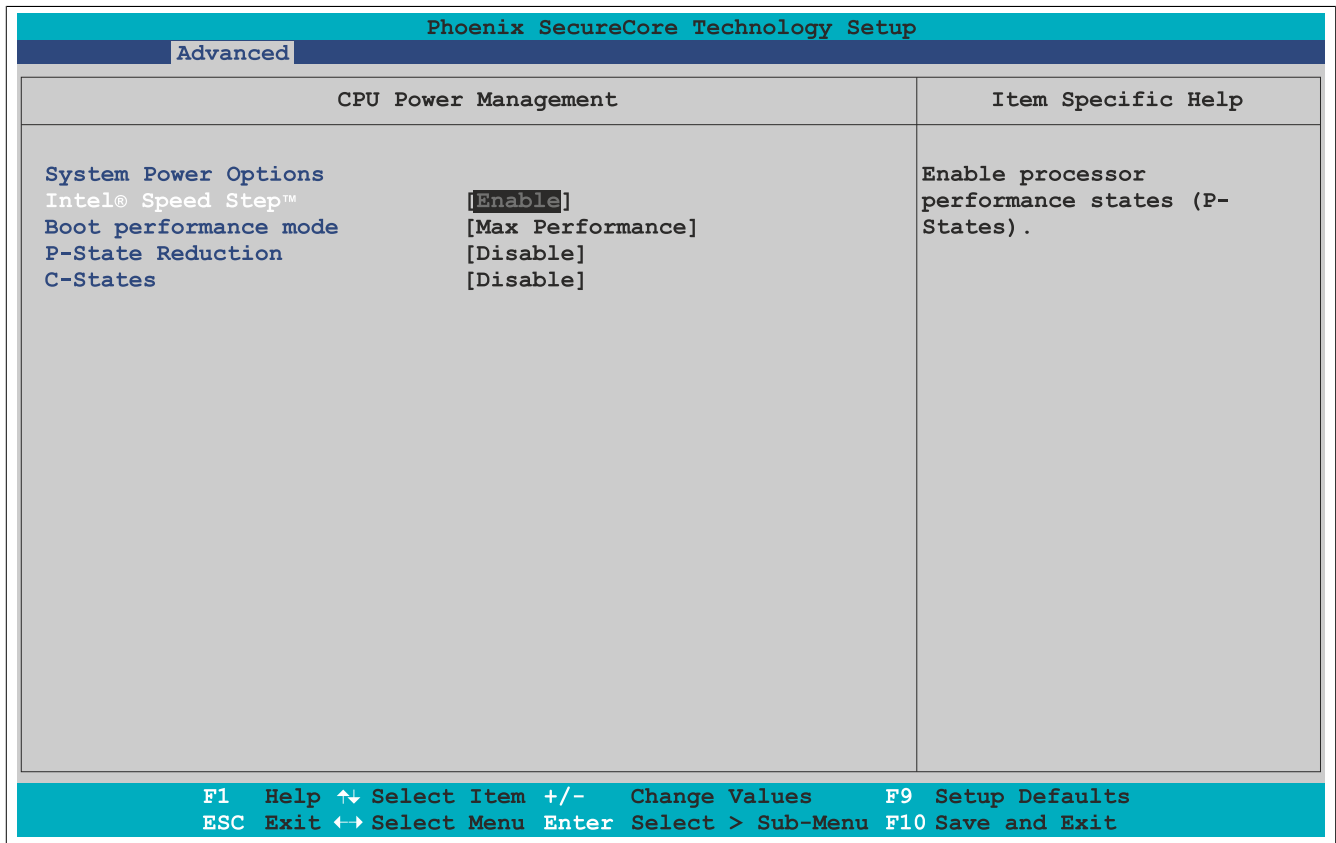 Phoenix SecureCore Technology Setup
Advanced
CPU Power Management
Item Specific Help
System Power Options
Intel® Speed Step™ [Enable]
Boot performance mode [Max Performance]
P-State Reduction [Disable]
C-States [Disable]
Enable processor
performance states (P-
States).
F1 Help ↑↓ Select Item +/- Change Values F9 Setup Defaults
ESC Exit ←→ Select Menu Enter Select > Sub-Menu F10 Save and Exit